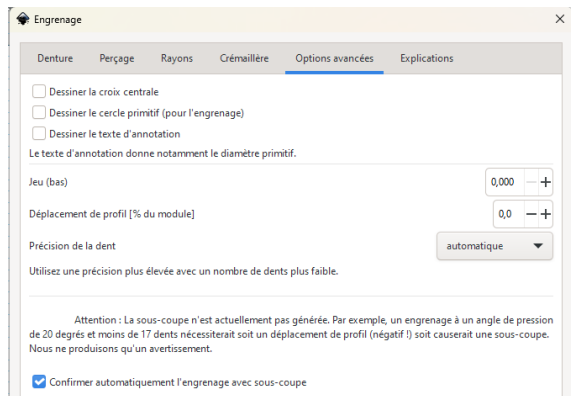 Engrenage
Denture Perçage Rayons Crémaillère Options avancées Explications
Dessiner la croix centrale
Dessiner le cercle primitif (pour l'engrenage)
Dessiner le texte d'annotation
Le texte d'annotation donne notamment le diamètre primitif.
Jeu (bas) 0,000
Déplacement de profil [% du module] 0,0
Précision de la dent automatique
Utilisez une précision plus élevée avec un nombre de dents plus faible.
Attention : La sous-coupe n'est actuellement pas générée. Par exemple, un engrenage à un angle de pression
de 20 degrés et moins de 17 dents nécessiterait soit un déplacement de profil (négatif !) soit causerait une sous-coupe.
Nous ne produisons qu'un avertissement.
Confirmer automatiquement l'engrenage avec sous-coupe